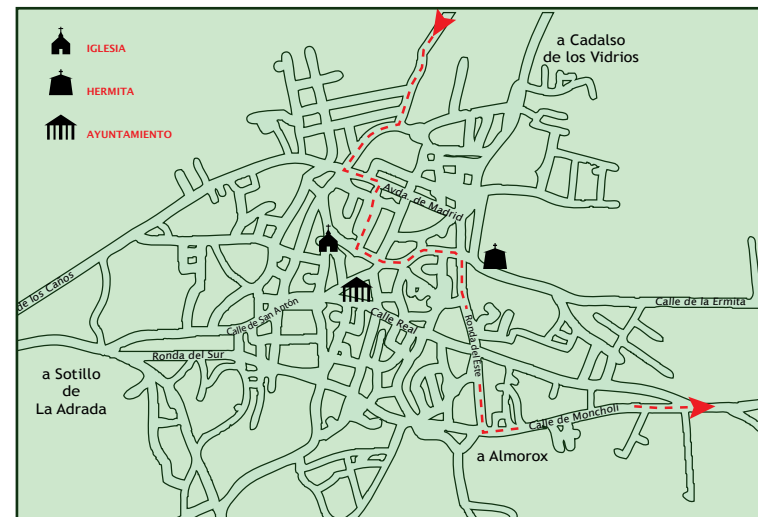 IGLESIA
HERMITA
AYUNTAMIENTO
a Cadalso
de los Vidrios
Avda. de Madrid
de los Caños
Calle de la Ermita
Calle de San Antón
Calle Real
Ronda del Este
Ronda del Sur
a Sotillo
de
La Adrada
Calle de Moncholl
a Almorox